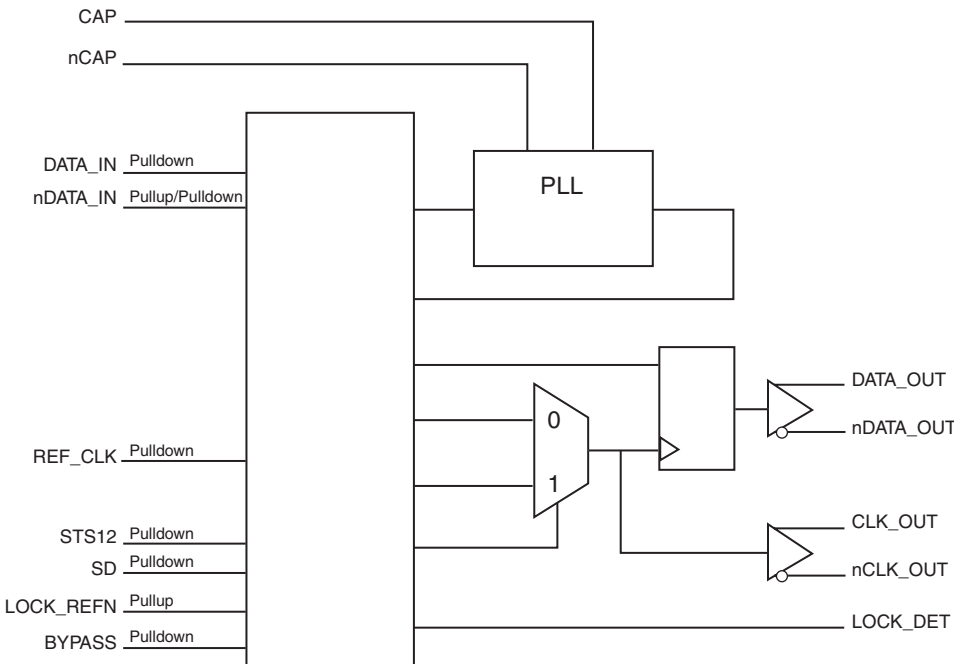 CAP
nCAP
DATA_IN Pulldown
nDATA_IN Pullup/Pulldown
PLL
DATA_OUT
nDATA_OUT
0
REF_CLK Pulldown
1
CLK_OUT
STS12 Pulldown
SD Pulldown
nCLK_OUT
LOCK_REFN Pullup
LOCK_DET
BYPASS Pulldown